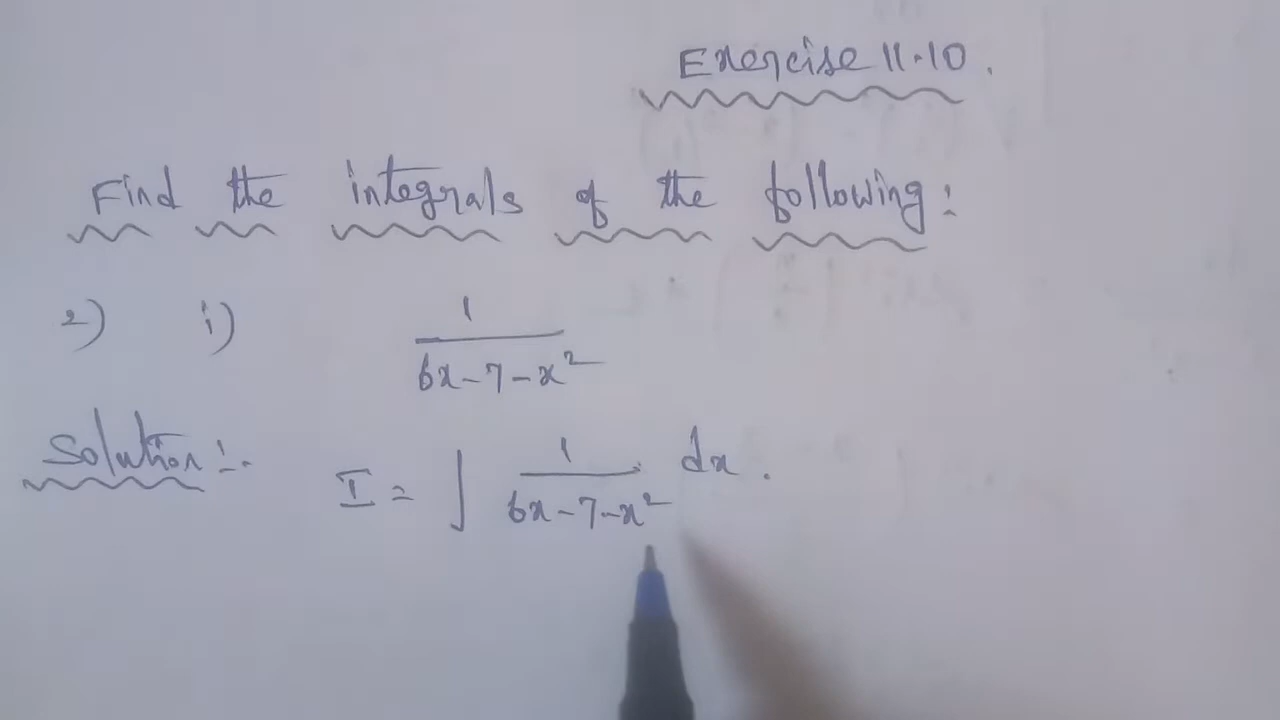 Exercise 11.10.
Find the integrals of the following:
2) i) 1
6x-7-x²
Solution:- I = ∫ 1/(6x-7-x²) dx.